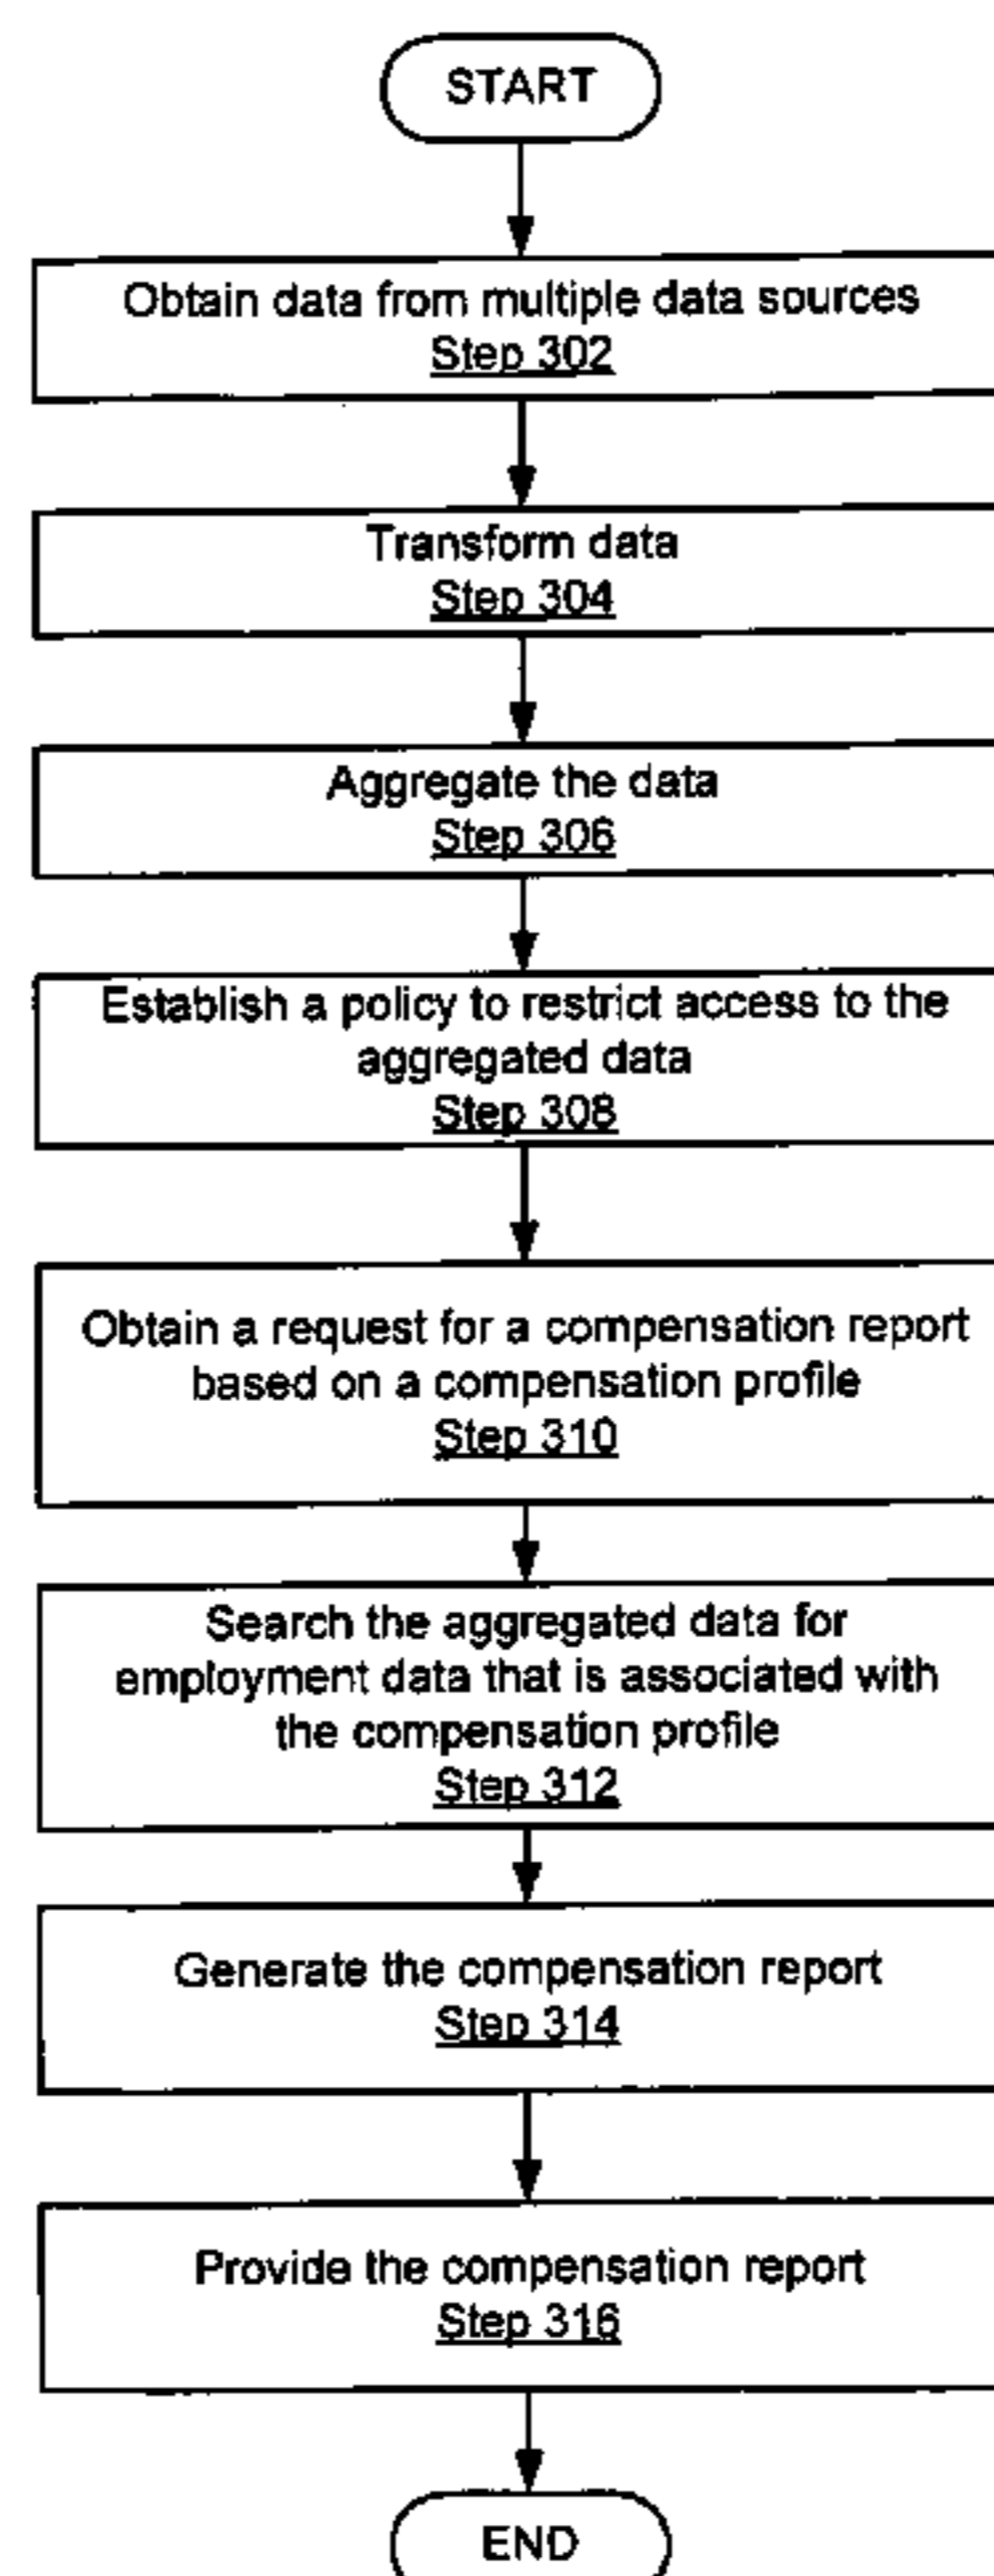 START
Obtain data from multiple data sources
Step 302
Transform data
Step 304
Aggregate the data
Step 306
Establish a policy to restrict access to the
aggregated data
Step 308
Obtain a request for a compensation report
based on a compensation profile
Step 310
Search the aggregated data for
employment data that is associated with
the compensation profile
Step 312
Generate the compensation report
Step 314
Provide the compensation report
Step 316
END